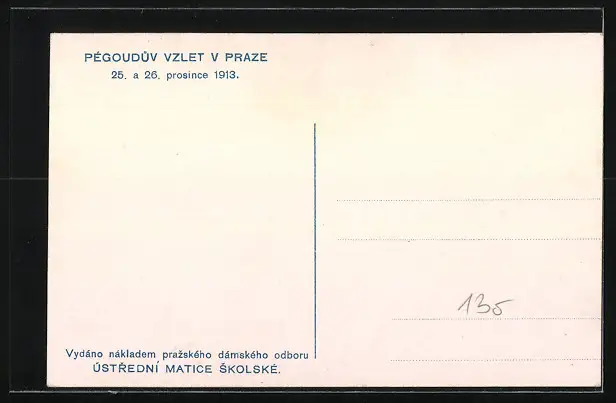 PÉGOUDŮV VZLET V PRAZE
25. a 26. prosince 1913.
135
Vydáno nákladem pražského dámského odboru
ÚSTŘEDNÍ MATICE ŠKOLSKÉ.